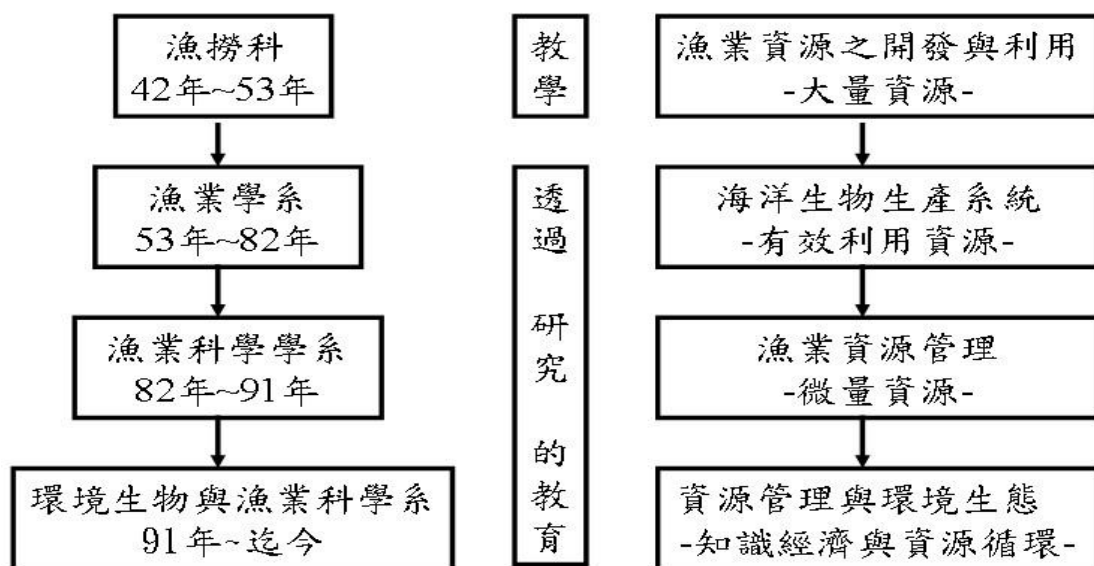 漁撈科
42年~53年
教學
漁業資源之開發與利用
-大量資源-
漁業學系
53年~82年
透過研究的教育
海洋生物生產系統
-有效利用資源-
漁業科學學系
82年~91年
漁業資源管理
-微量資源-
環境生物與漁業科學系
91年~迄今
資源管理與環境生態
-知識經濟與資源循環-